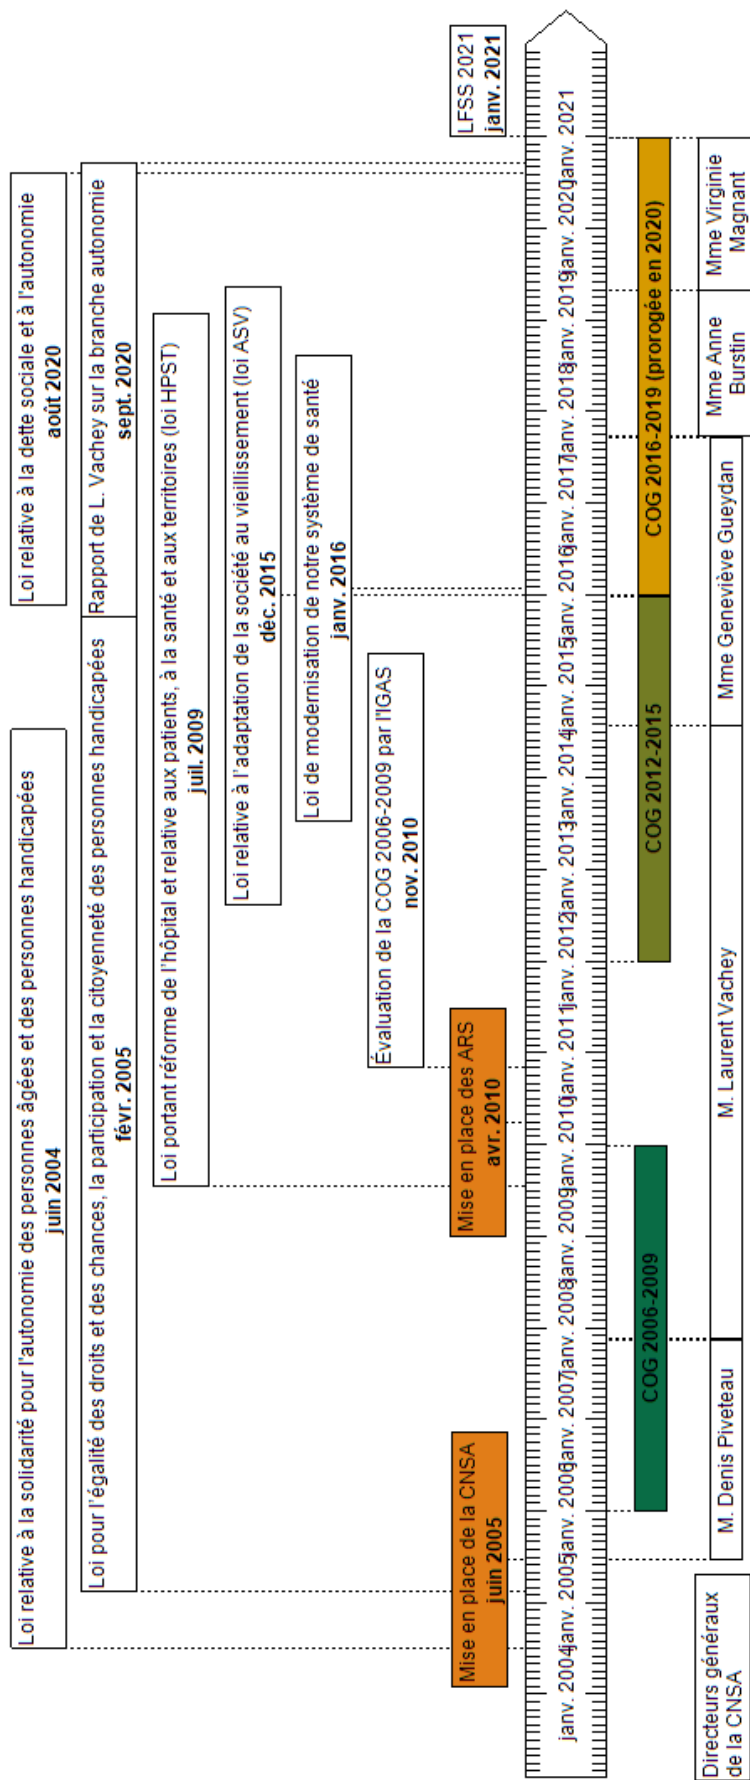 Loi relative à la solidarité pour l'autonomie des personnes âgées et des personnes handicapées
juin 2004
Loi relative à la dette sociale et à l'autonomie
août 2020
Loi pour l'égalité des droits et des chances, la participation et la citoyenneté des personnes handicapées
févr. 2005
Rapport de L. Vachey sur la branche autonomie
sept. 2020
Loi portant réforme de l'hôpital et relative aux patients, à la santé et aux territoires (loi HPST)
juil. 2009
Loi relative à l'adaptation de la société au vieillissement (loi ASV)
déc. 2015
Loi de modernisation de notre système de santé
janv. 2016
Évaluation de la COG 2006-2009 par l'IGAS
nov. 2010
Mise en place de la CNSA
juin 2005
Mise en place des ARS
avr. 2010
LFSS 2021
janv. 2021
janv. 2004 janv. 2005 janv. 2006 janv. 2007 janv. 2008 janv. 2009 janv. 2010 janv. 2011 janv. 2012 janv. 2013 janv. 2014 janv. 2015 janv. 2016 janv. 2017 janv. 2018 janv. 2019 janv. 2020 janv. 2021
COG 2006-2009
COG 2012-2015
COG 2016-2019 (prorogée en 2020)
Directeurs généraux
de la CNSA
M. Denis Piveteau
M. Laurent Vachey
Mme Geneviève Gueydan
Mme Anne
Burstin
Mme Virginie
Magnant